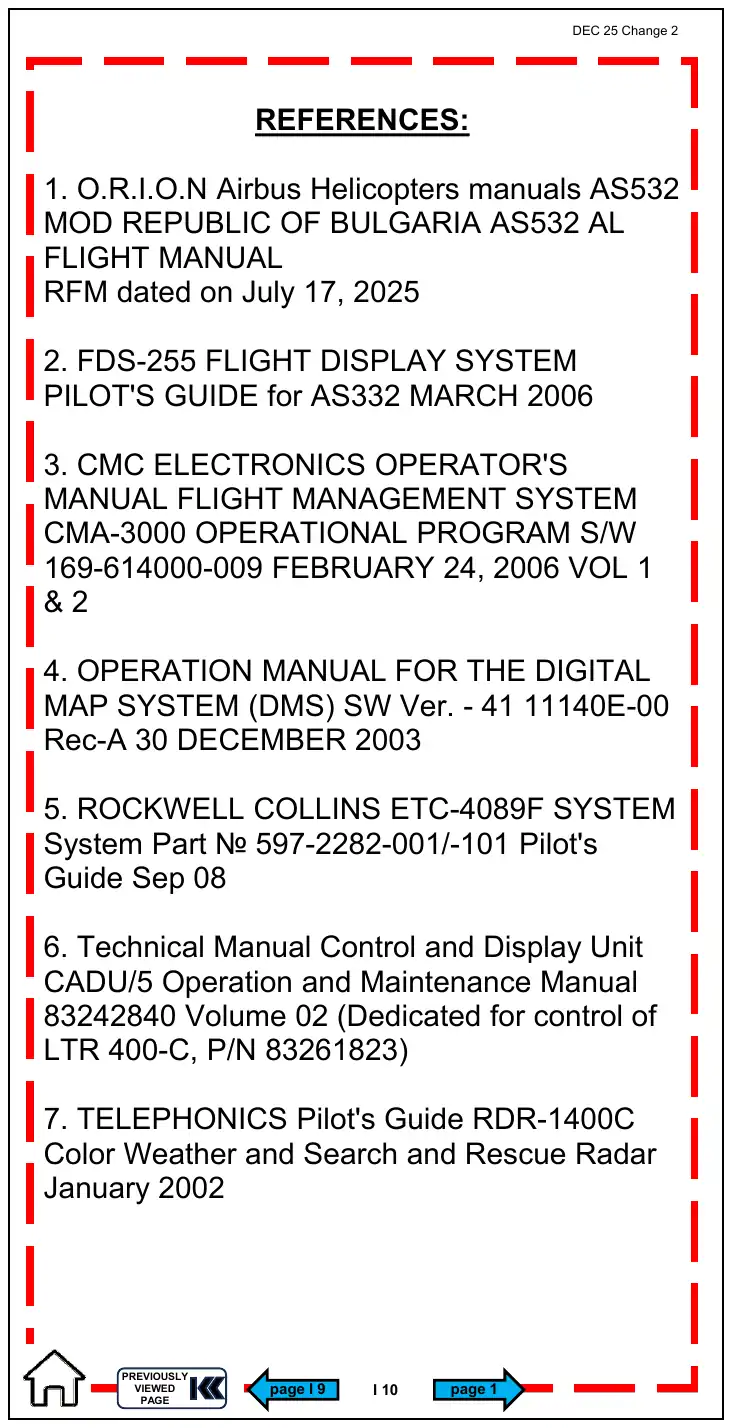 DEC 25 Change 2
REFERENCES:
1. O.R.I.O.N Airbus Helicopters manuals AS532
MOD REPUBLIC OF BULGARIA AS532 AL
FLIGHT MANUAL
RFM dated on July 17, 2025
2. FDS-255 FLIGHT DISPLAY SYSTEM
PILOT'S GUIDE for AS332 MARCH 2006
3. CMC ELECTRONICS OPERATOR'S
MANUAL FLIGHT MANAGEMENT SYSTEM
CMA-3000 OPERATIONAL PROGRAM S/W
169-614000-009 FEBRUARY 24, 2006 VOL 1
& 2
4. OPERATION MANUAL FOR THE DIGITAL
MAP SYSTEM (DMS) SW Ver. - 41 11140E-00
Rec-A 30 DECEMBER 2003
5. ROCKWELL COLLINS ETC-4089F SYSTEM
System Part № 597-2282-001/-101 Pilot's
Guide Sep 08
6. Technical Manual Control and Display Unit
CADU/5 Operation and Maintenance Manual
83242840 Volume 02 (Dedicated for control of
LTR 400-C, P/N 83261823)
7. TELEPHONICS Pilot's Guide RDR-1400C
Color Weather and Search and Rescue Radar
January 2002
PREVIOUSLY
VIEWED
PAGE
page I 9
I 10
page 1